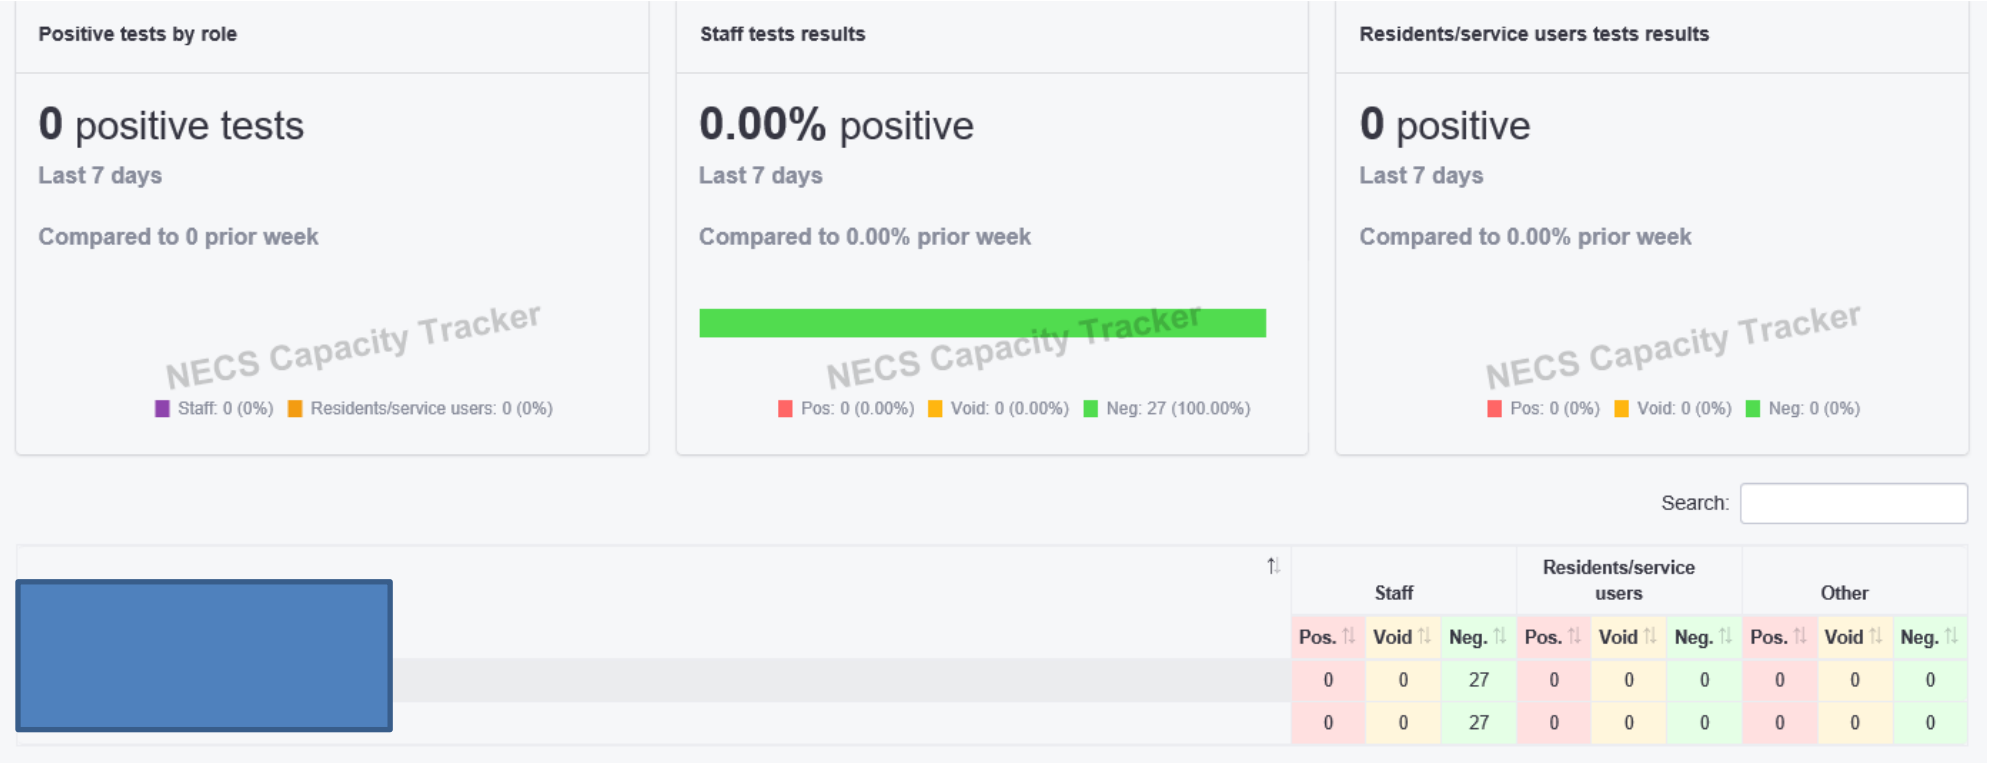 Positive tests by role
0 positive tests
Last 7 days
Compared to 0 prior week
NECS Capacity Tracker
Staff: 0 (0%) Residents/service users: 0 (0%)
Staff tests results
0.00% positive
Last 7 days
Compared to 0.00% prior week
NECS Capacity Tracker
Pos: 0 (0.00%) Void: 0 (0.00%) Neg: 27 (100.00%)
Residents/service users tests results
0 positive
Last 7 days
Compared to 0.00% prior week
NECS Capacity Tracker
Pos: 0 (0%) Void: 0 (0%) Neg: 0 (0%)
Search:
Staff Residents/service users Other
Pos. Void Neg. Pos. Void Neg. Pos. Void Neg.
0 0 27 0 0 0 0 0 0
0 0 27 0 0 0 0 0 0